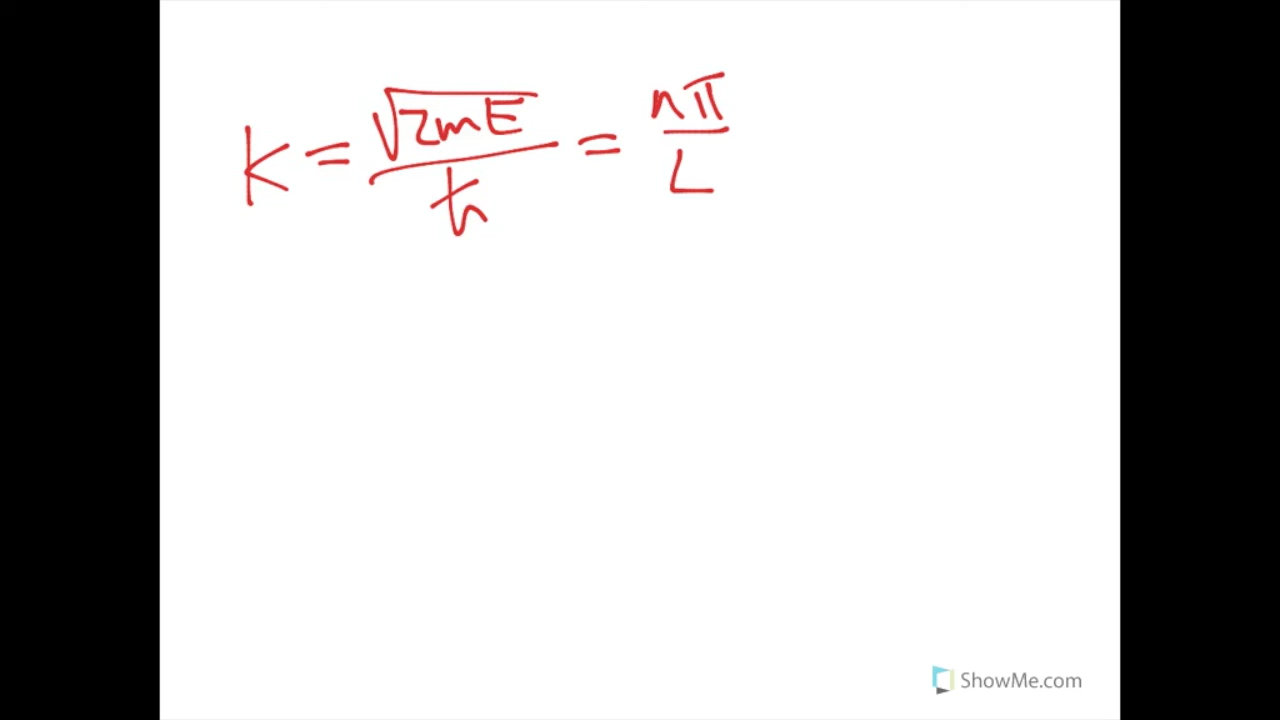 k = √2mE / ħ = nπ / L
ShowMe.com